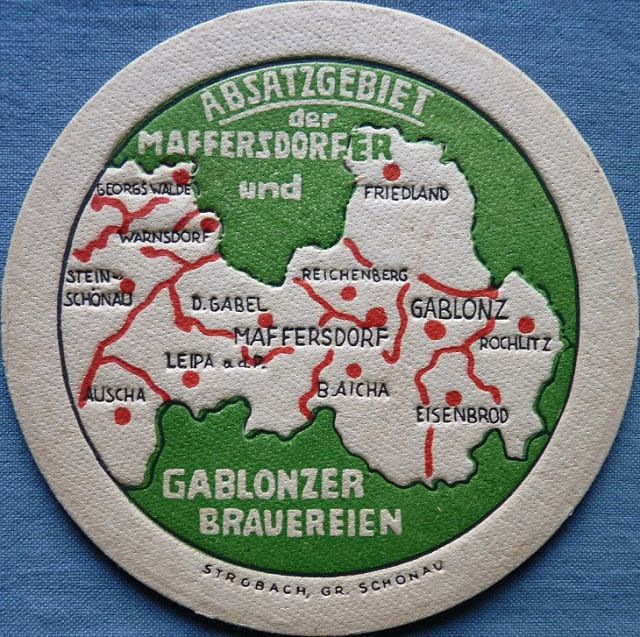 ABSATZGEBIET
der
MAFFERSDORFER
und
GEORGSWALDE
FRIEDLAND
WARNSDORF
STEIN-
SCHÖNAU
REICHENBERG
D. GABEL
GABLONZ
MAFFERSDORF
ROCHLITZ
LEIPA a.d.P.
AUSCHA
B. AICHA
EISENBROD
GABLONZER
BRAUEREIEN
STROBACH, GR. SCHÖNAU